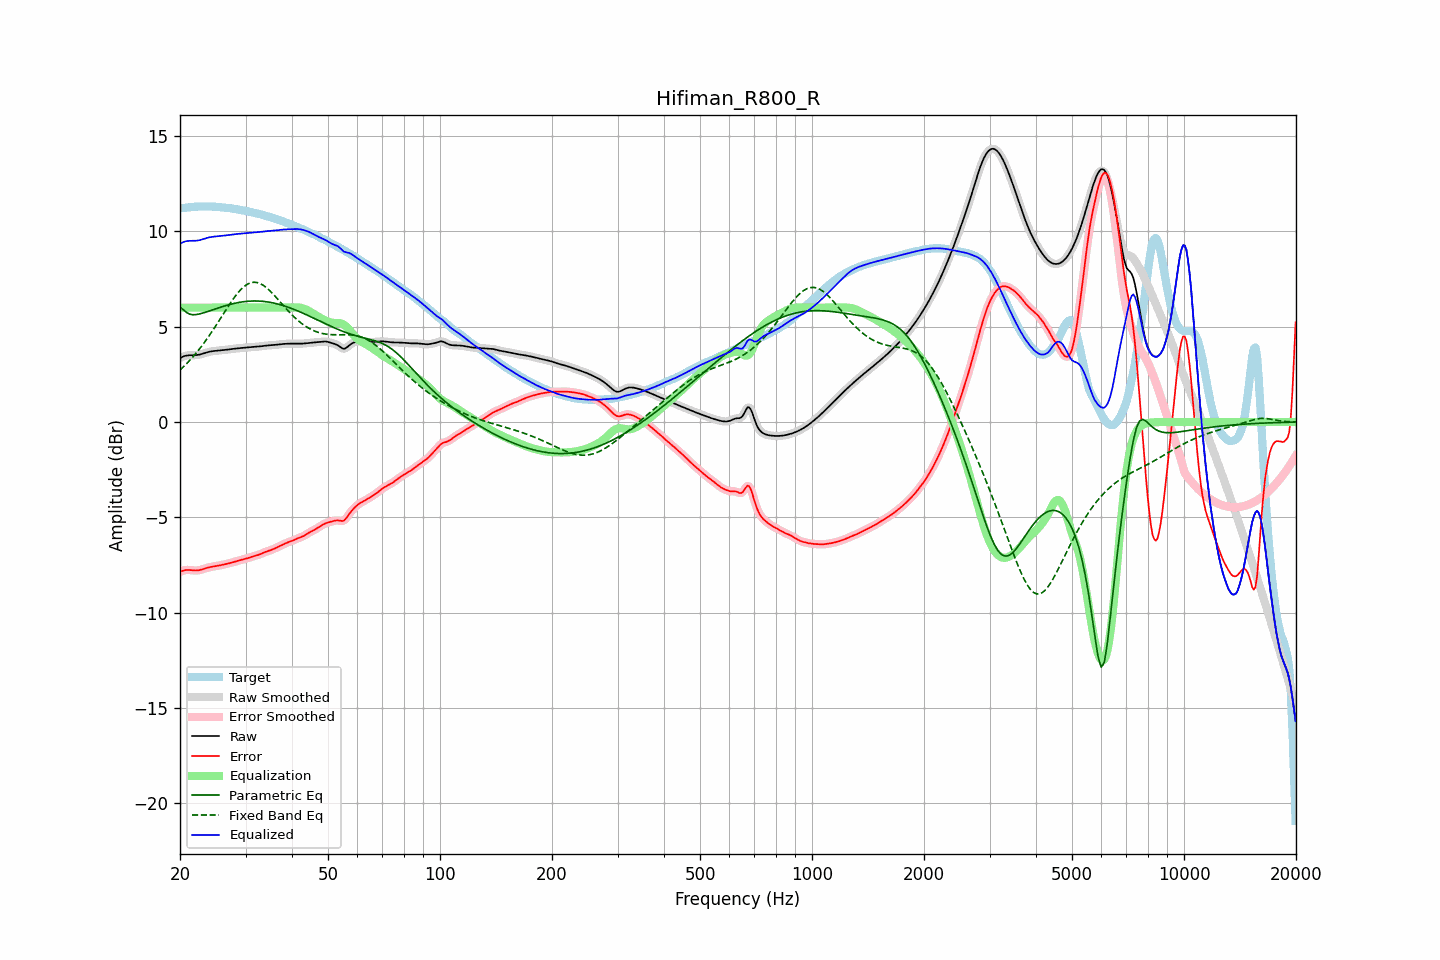 Hifiman_R800_R
15
10
5
0
−5
−10
−15
−20
Amplitude (dBr)
Target
Raw Smoothed
Error Smoothed
Raw
Error
Equalization
Parametric Eq
Fixed Band Eq
Equalized
20 50 100 200 500 1000 2000 5000 10000 20000
Frequency (Hz)